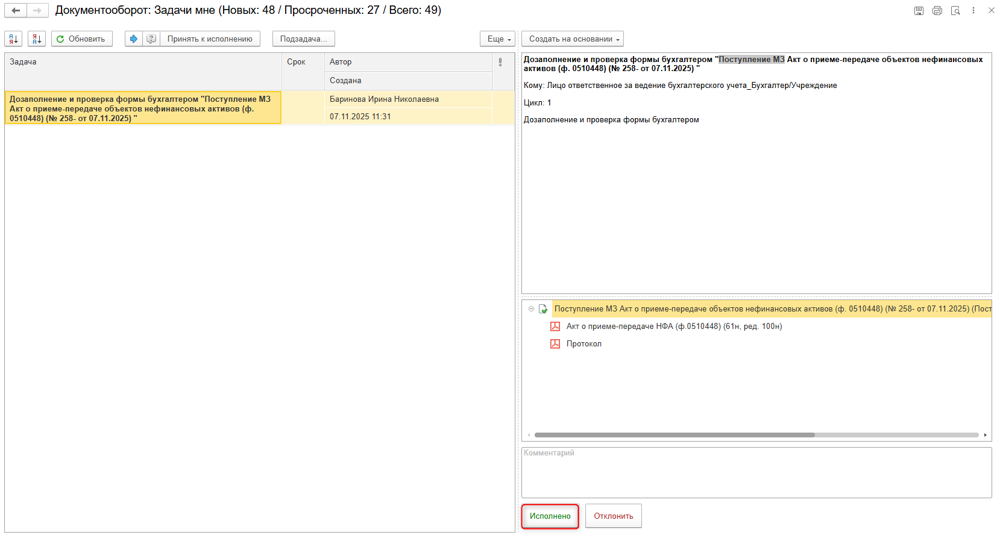 Документооборот: Задачи мне (Новых: 48 / Просроченных: 27 / Всего: 49)
Обновить
Принять к исполнению
Подзадача...
Еще
Создать на основании
Задача
Срок
Автор
Создана
Дозаполнение и проверка формы бухгалтером "Поступление МЗ
Акт о приеме-передаче объектов нефинансовых активов (ф.
0510448) (№ 258- от 07.11.2025) "
Баринова Ирина Николаевна
07.11.2025 11:31
Дозаполнение и проверка формы бухгалтером "Поступление МЗ Акт о приеме-передаче объектов нефинансовых
активов (ф. 0510448) (№ 258- от 07.11.2025) "
Кому: Лицо ответственное за ведение бухгалтерского учета_Бухгалтер/Учреждение
Цикл: 1
Дозаполнение и проверка формы бухгалтером
Поступление МЗ Акт о приеме-передаче объектов нефинансовых активов (ф. 0510448) (№ 258- от 07.11.2025) (Пост
Акт о приеме-передаче НФА (ф.0510448) (61н, ред. 100н)
Протокол
Комментарий
Исполнено
Отклонить